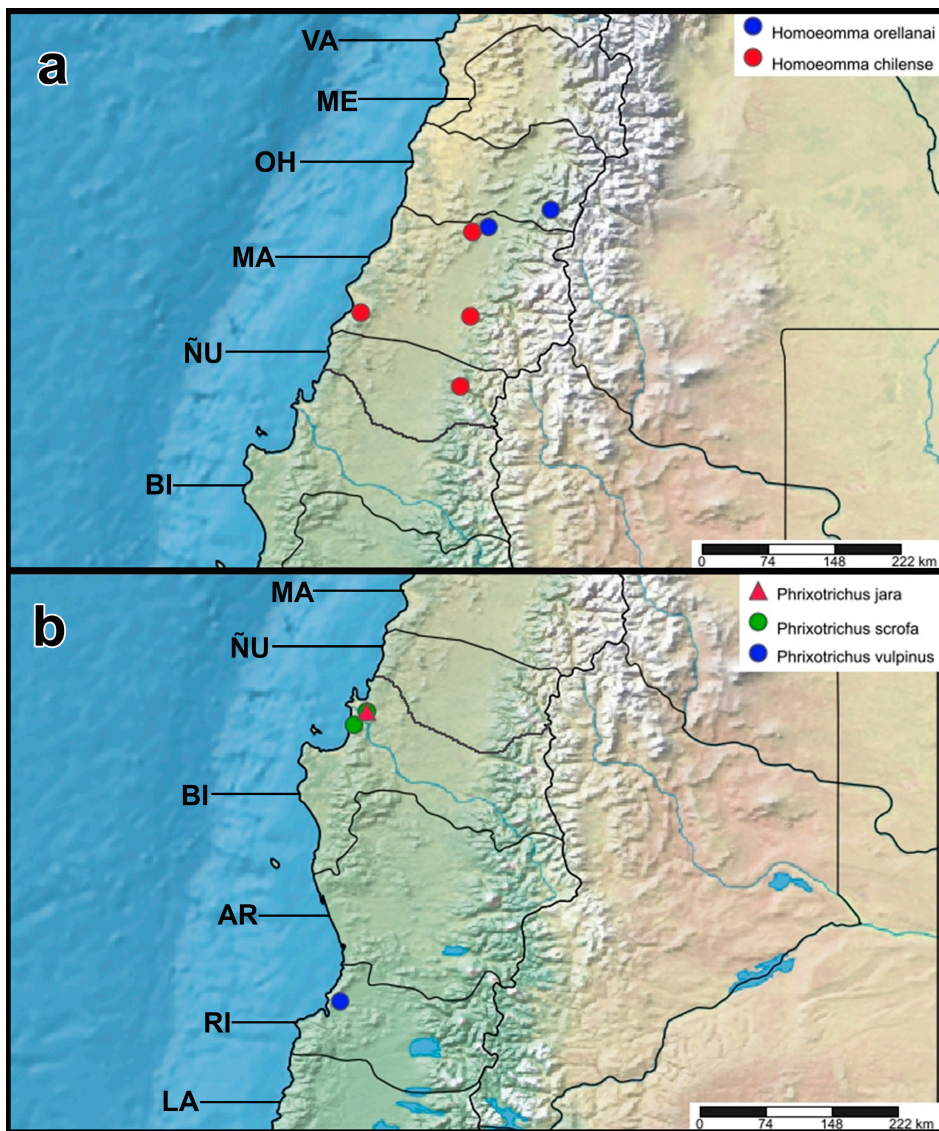 a
VA
ME
OH
MA
ÑU
BI
Homoeomma orellanai
Homoeomma chilense
0 74 148 222 km
b
MA
ÑU
BI
AR
RI
LA
Phrixotrichus jara
Phrixotrichus scrofa
Phrixotrichus vulpinus
0 74 148 222 km